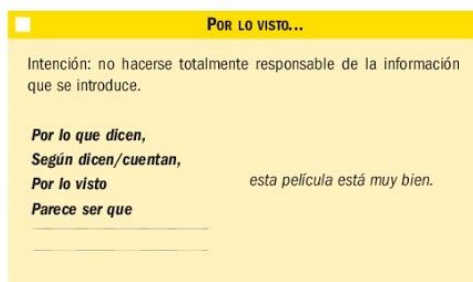 POR LO VISTO...
Intención: no hacerse totalmente responsable de la información
que se introduce.
Por lo que dicen,
Según dicen/cuentan,
Por lo visto
esta película está muy bien.
Parece ser que